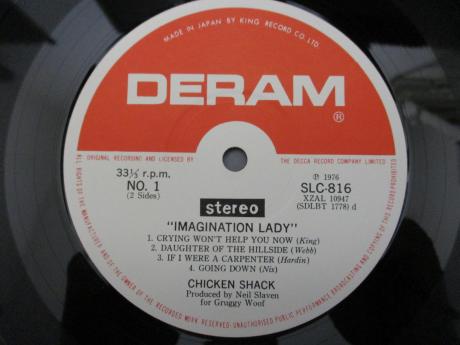 MADE IN JAPAN BY KING RECORD CO. LTD.
DERAM
®
ORIGINAL RECORDING AND LICENSED BY THE DECCA RECORD COMPANY LIMITED
33⅓ r.p.m.
NO. 1
(2 Sides)
stereo
℗ 1976
SLC-816
XZAL 10947
(SDLBT 1778) d
"IMAGINATION LADY"
1. CRYING WON'T HELP YOU NOW (King)
2. DAUGHTER OF THE HILLSIDE (Webb)
3. IF I WERE A CARPENTER (Hardin)
4. GOING DOWN (Nix)
CHICKEN SHACK
Produced by Neil Slaven
for Gruggy Woof
ALL RIGHTS OF THE MANUFACTURER AND OF THE OWNER OF THE RECORDED WORK RESERVED. UNAUTHORISED PUBLIC PERFORMANCE BROADCASTING AND COPYING OF THIS RECORD PROHIBITED